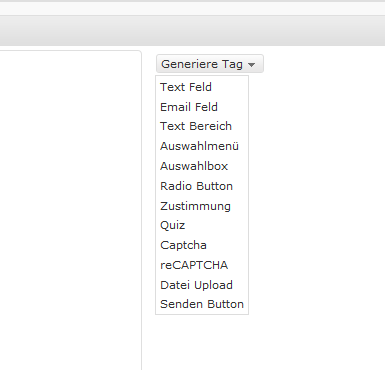 Generiere Tag
Text Feld
Email Feld
Text Bereich
Auswahlmenü
Auswahlbox
Radio Button
Zustimmung
Quiz
Captcha
reCAPTCHA
Datei Upload
Senden Button